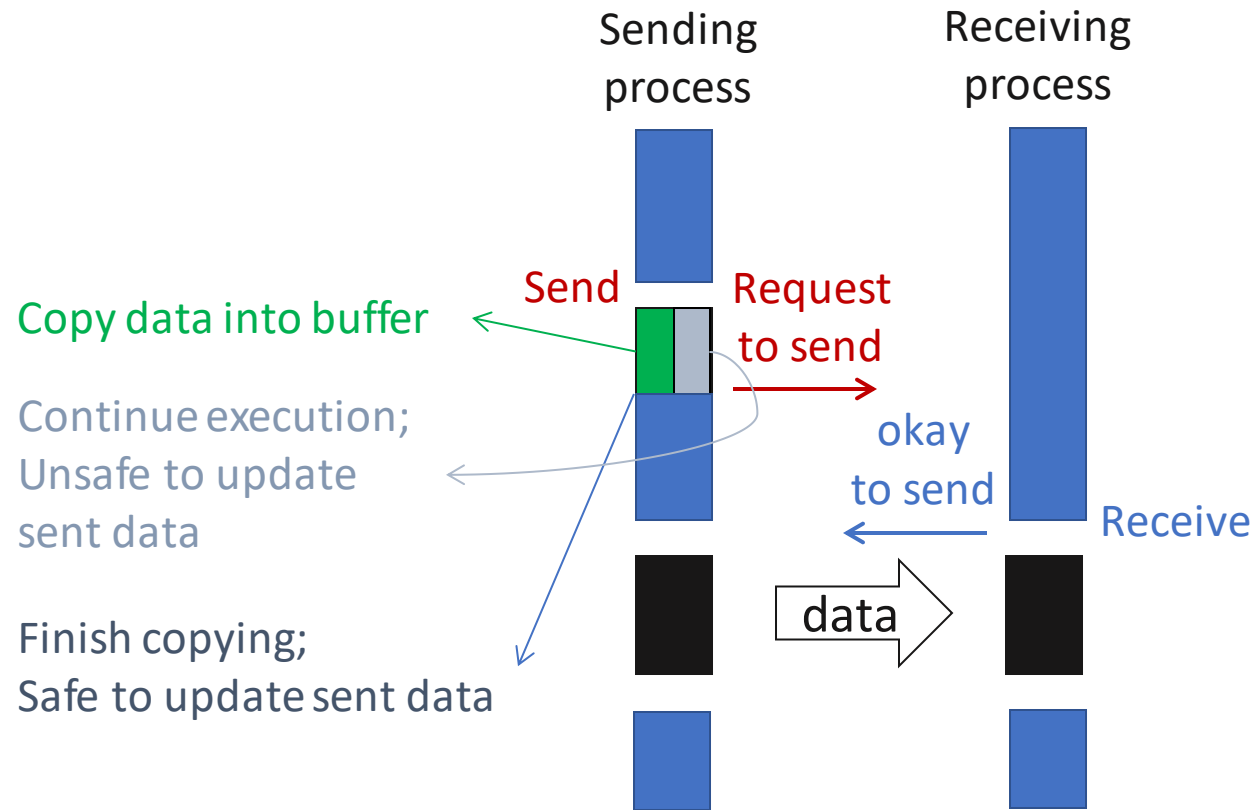 Sending
process
Receiving
process
Send
Request
to send
Copy data into buffer
Continue execution;
Unsafe to update
sent data
okay
to send
Receive
data
Finish copying;
Safe to update sent data